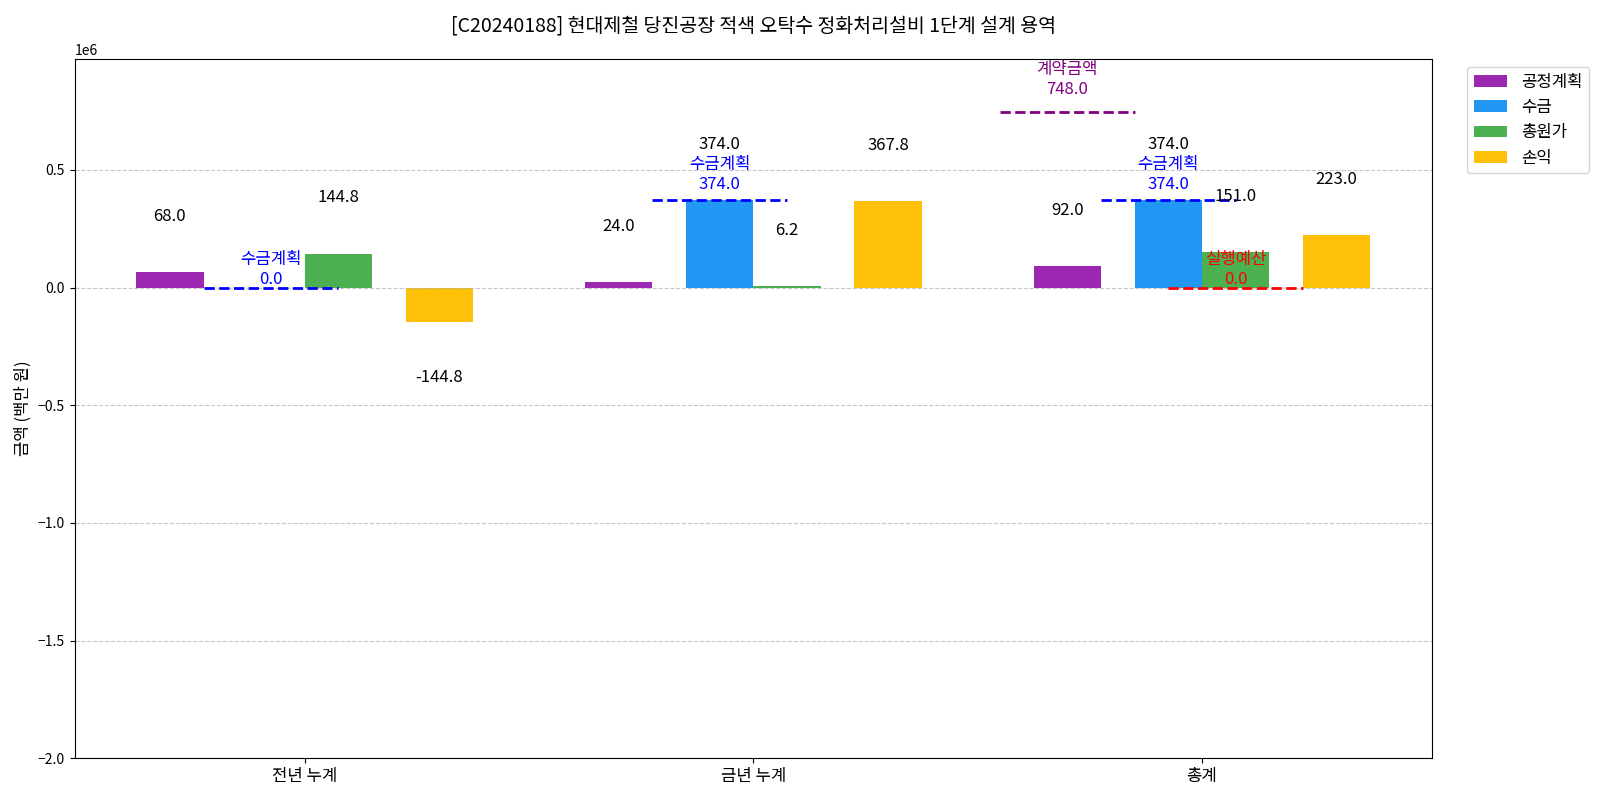 [C20240188] 현대제철 당진공장 적색 오탁수 정화처리설비 1단계 설계 용역
1e6
계약금액
748.0
공정계획
수금
총원가
손익
374.0
367.8
374.0
수금계획
374.0
수금계획
374.0
0.5
144.8
68.0
24.0
6.2
92.0
151.0
223.0
수금계획
0.0
실행예산
0.0
0.0
-144.8
−0.5
금액 (백만 원)
−1.0
−1.5
−2.0
전년 누계
금년 누계
총계